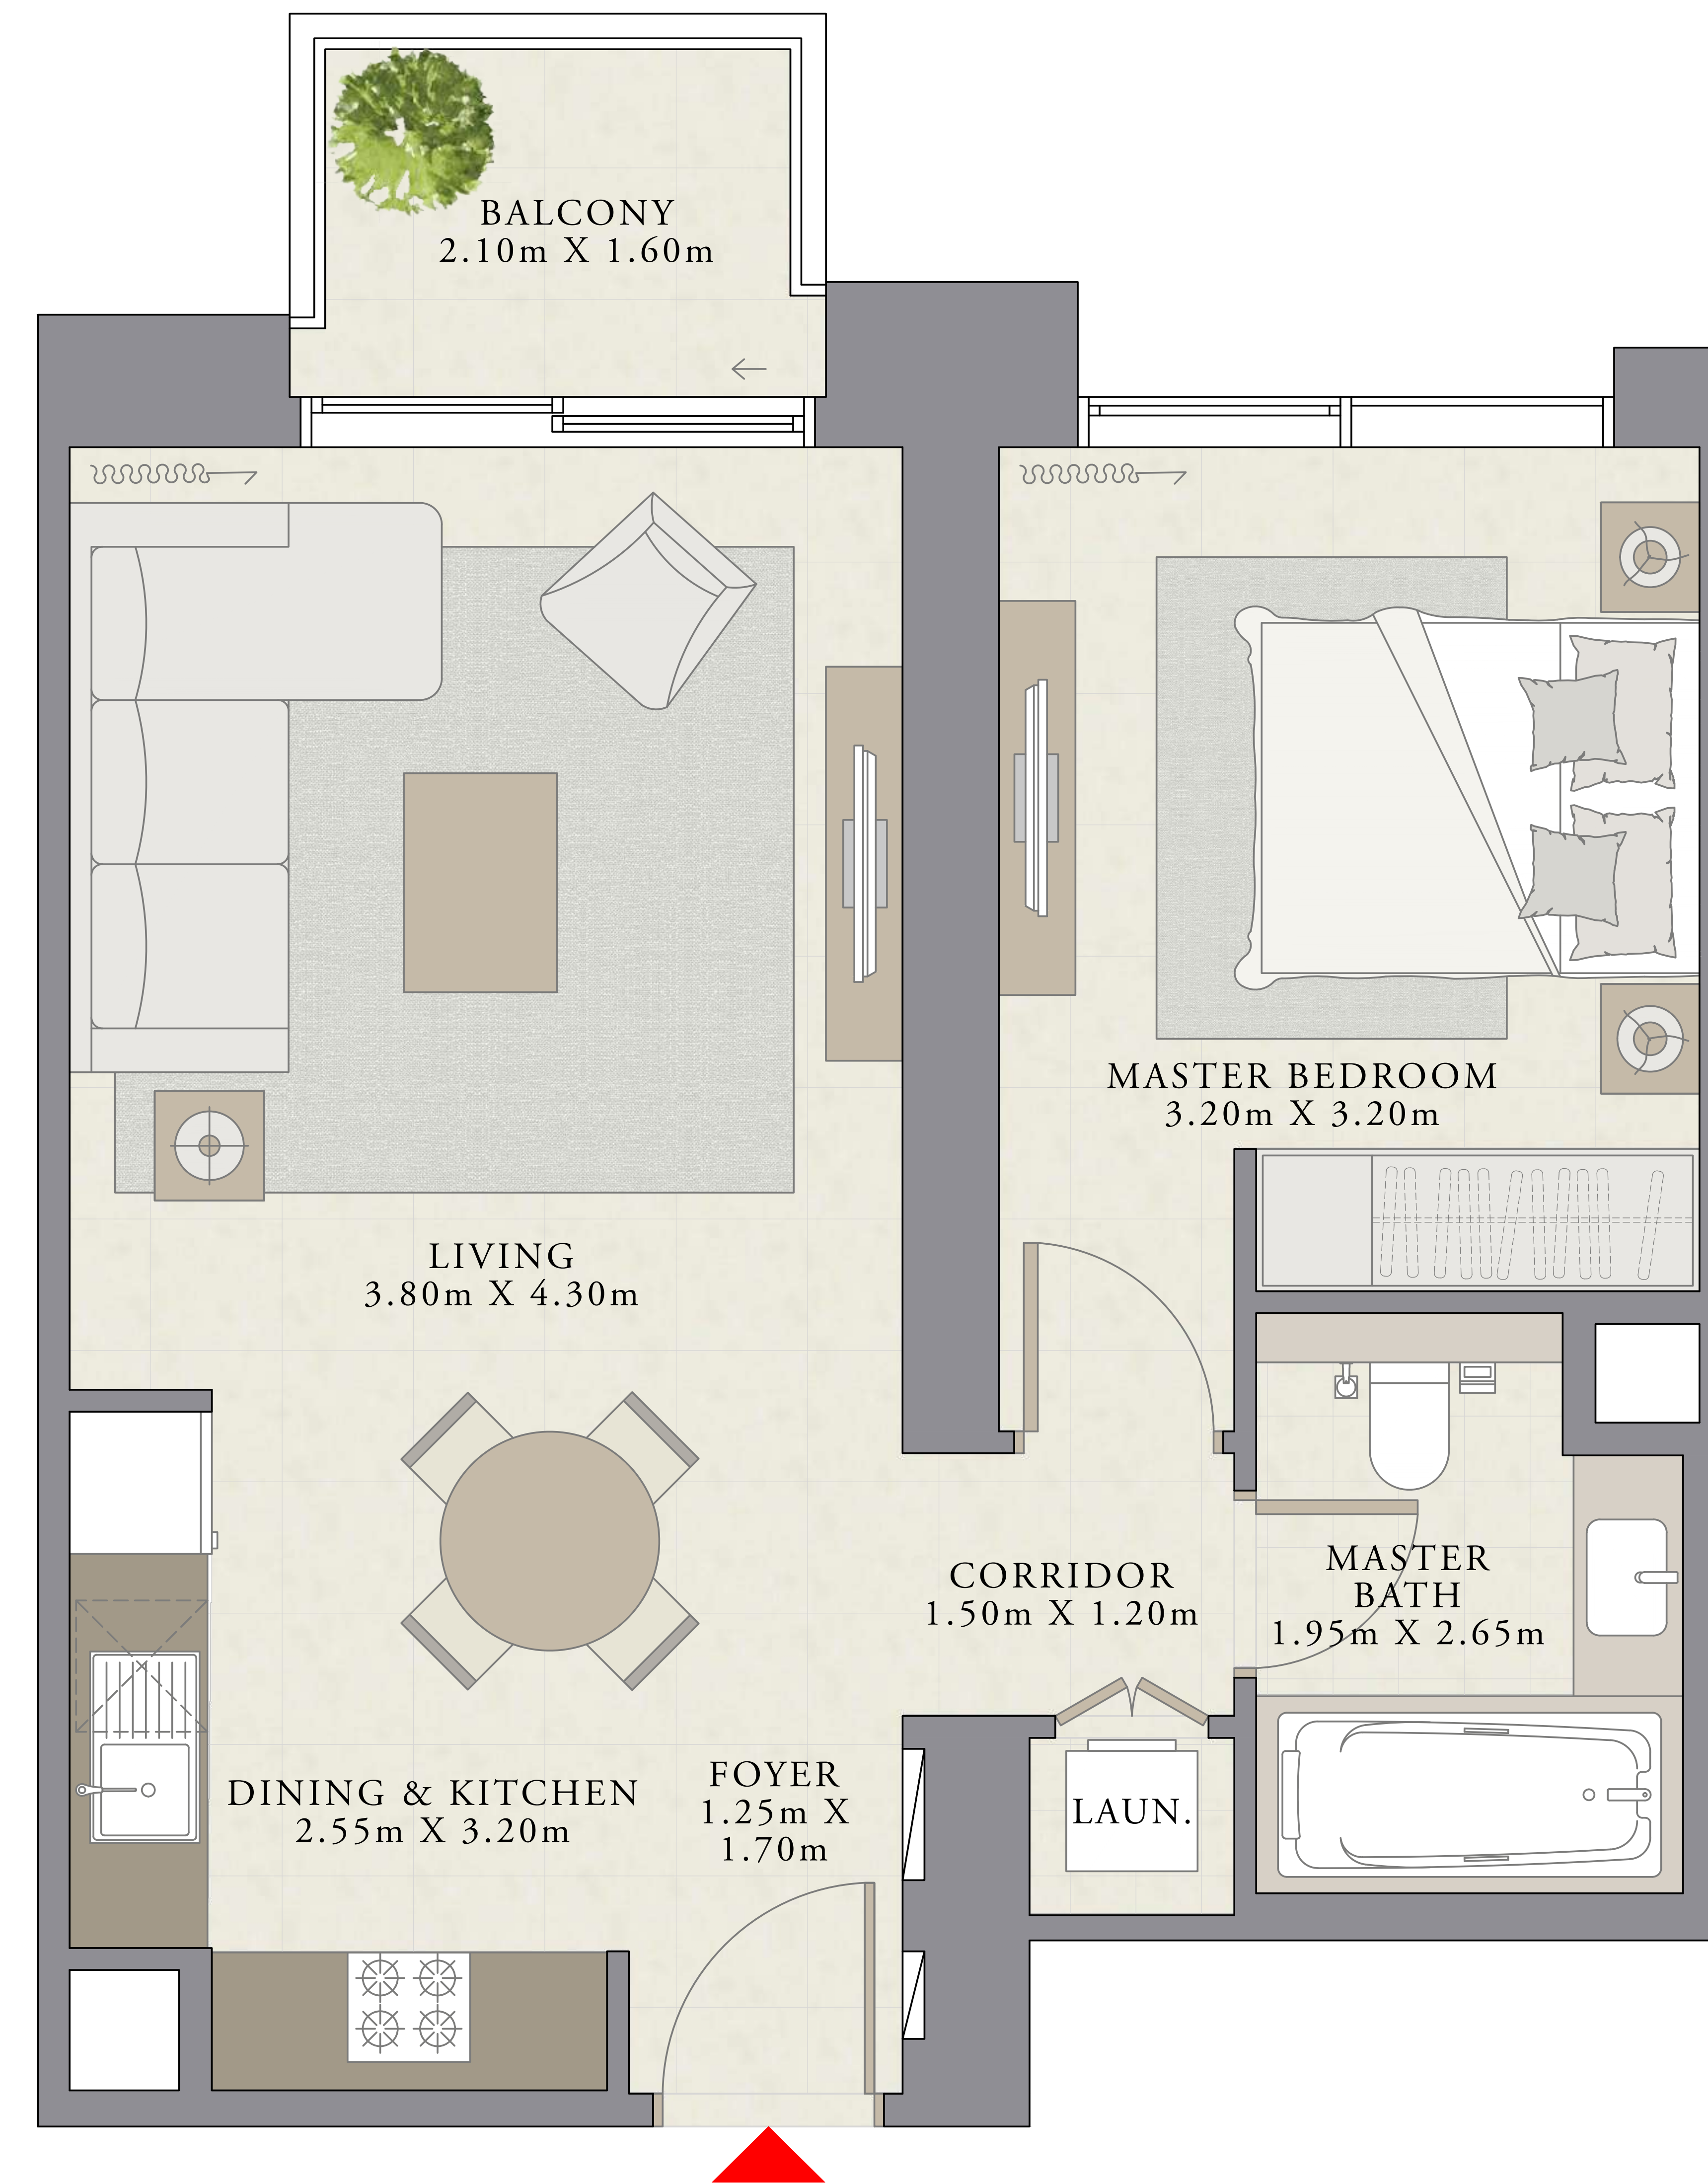 BALCONY
2.10m X 1.60m
MASTER BEDROOM
3.20m X 3.20m
LIVING
3.80m X 4.30m
CORRIDOR
1.50m X 1.20m
MASTER
BATH
1.95m X 2.65m
DINING & KITCHEN
2.55m X 3.20m
FOYER
1.25m X
1.70m
LAUN.